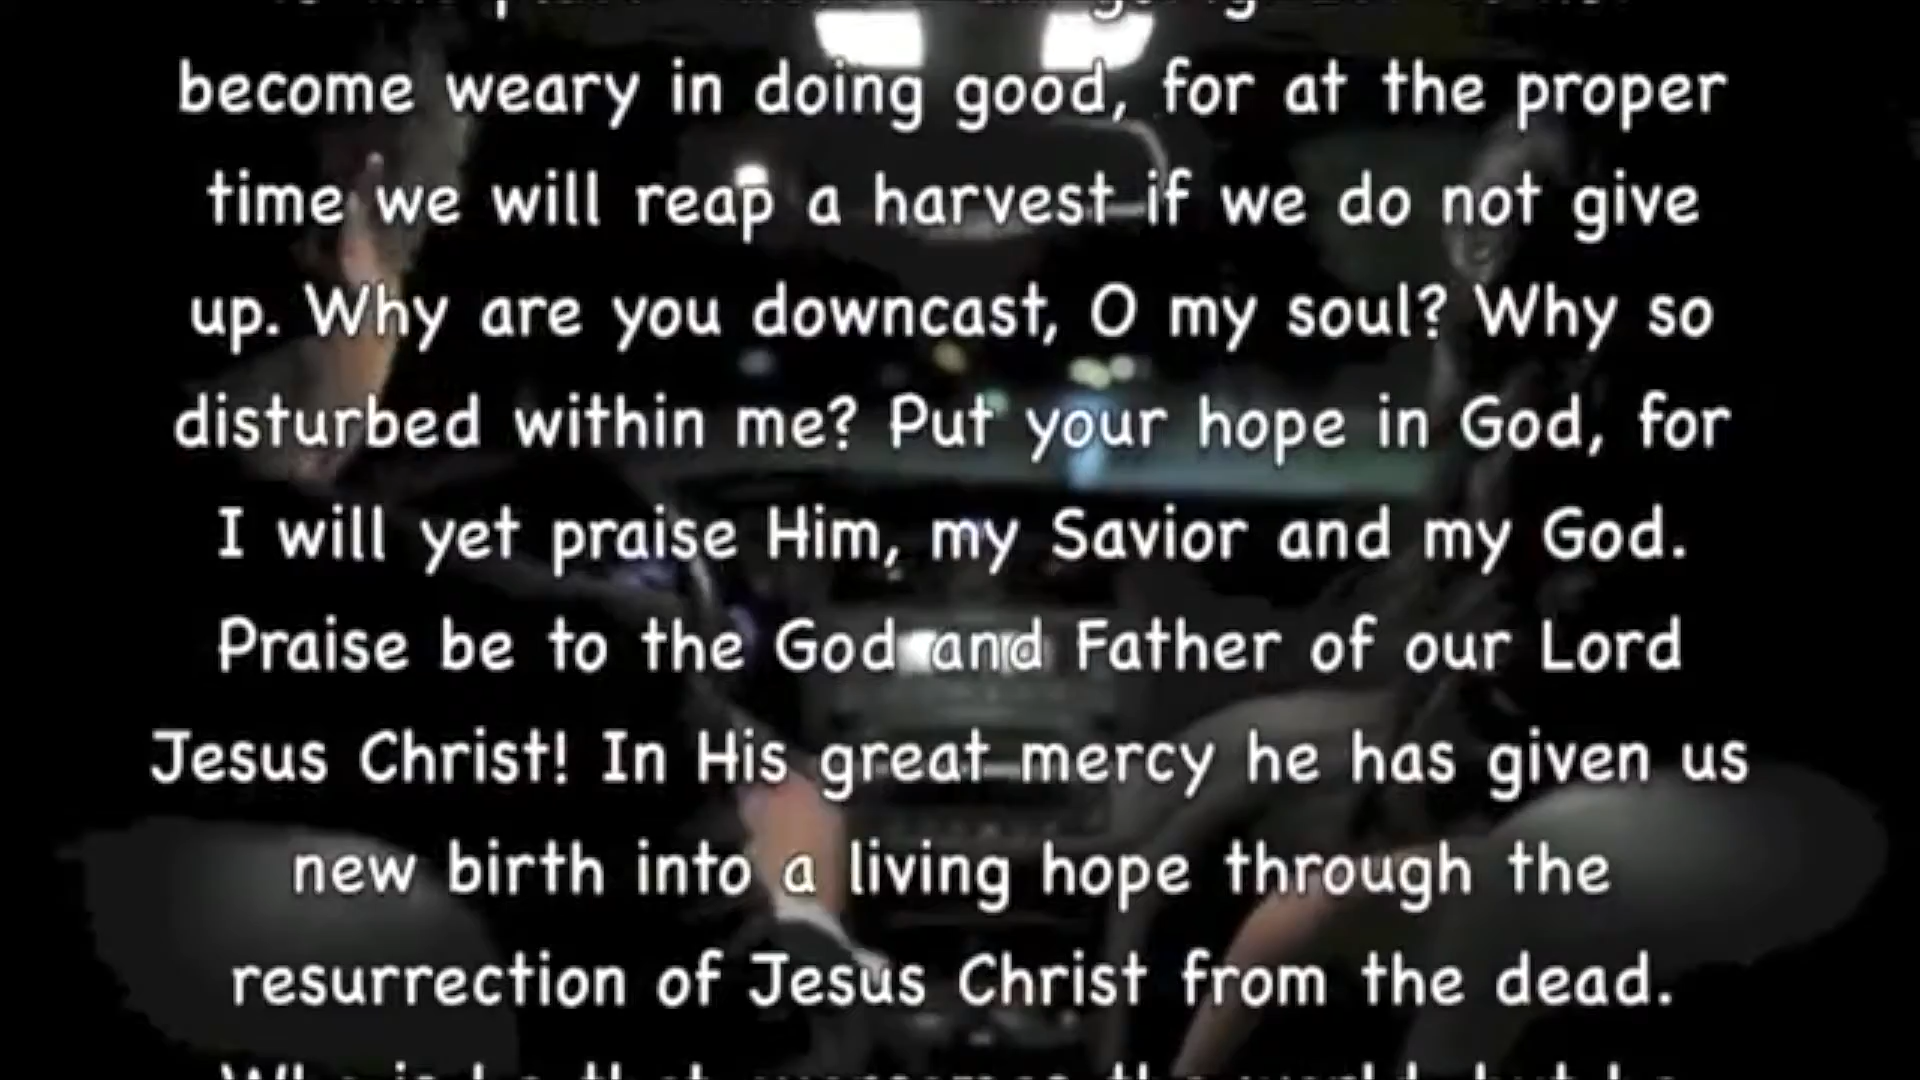 become weary in doing good, for at the proper
time we will reap a harvest if we do not give
up. Why are you downcast, O my soul? Why so
disturbed within me? Put your hope in God, for
I will yet praise Him, my Savior and my God.
Praise be to the God and Father of our Lord
Jesus Christ! In His great mercy he has given us
new birth into a living hope through the
resurrection of Jesus Christ from the dead.